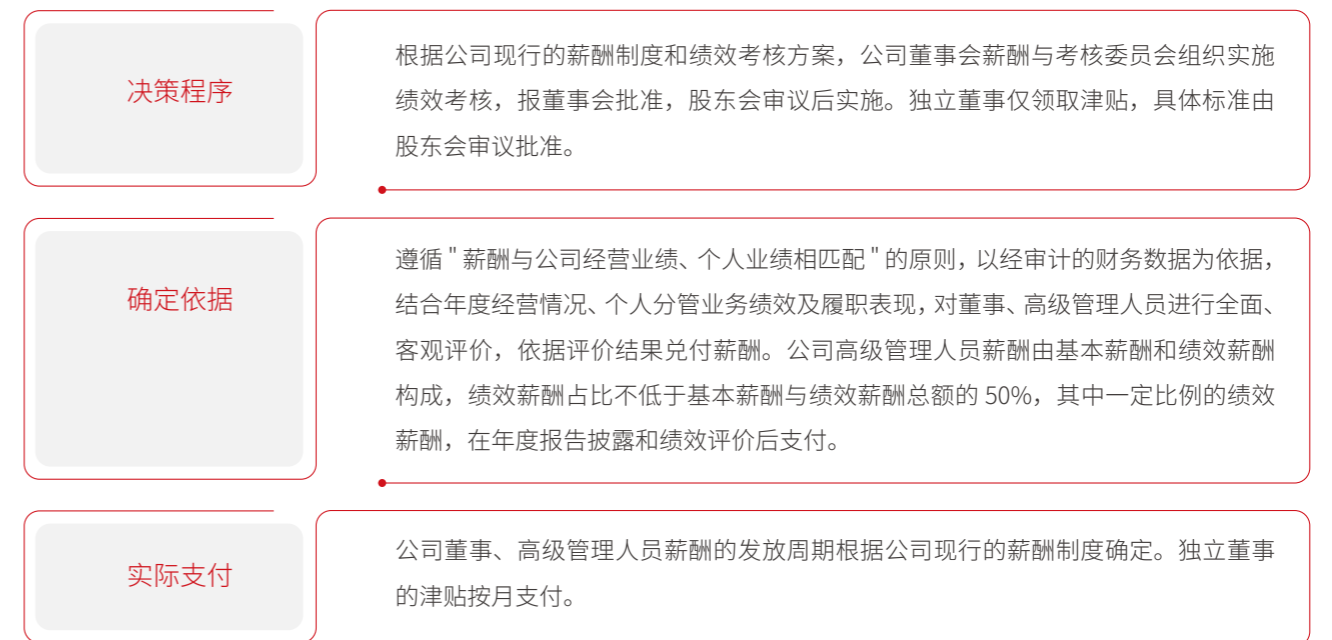 决策程序
根据公司现行的薪酬制度和绩效考核方案，公司董事会薪酬与考核委员会组织实施
绩效考核，报董事会批准，股东会审议后实施。独立董事仅领取津贴，具体标准由
股东会审议批准。
确定依据
遵循"薪酬与公司经营业绩、个人业绩相匹配"的原则，以经审计的财务数据为依据，
结合年度经营情况、个人分管业务绩效及履职表现，对董事、高级管理人员进行全面、
客观评价，依据评价结果兑付薪酬。公司高级管理人员薪酬由基本薪酬和绩效薪酬
构成，绩效薪酬占比不低于基本薪酬与绩效薪酬总额的 50%，其中一定比例的绩效
薪酬，在年度报告披露和绩效评价后支付。
实际支付
公司董事、高级管理人员薪酬的发放周期根据公司现行的薪酬制度确定。独立董事
的津贴按月支付。